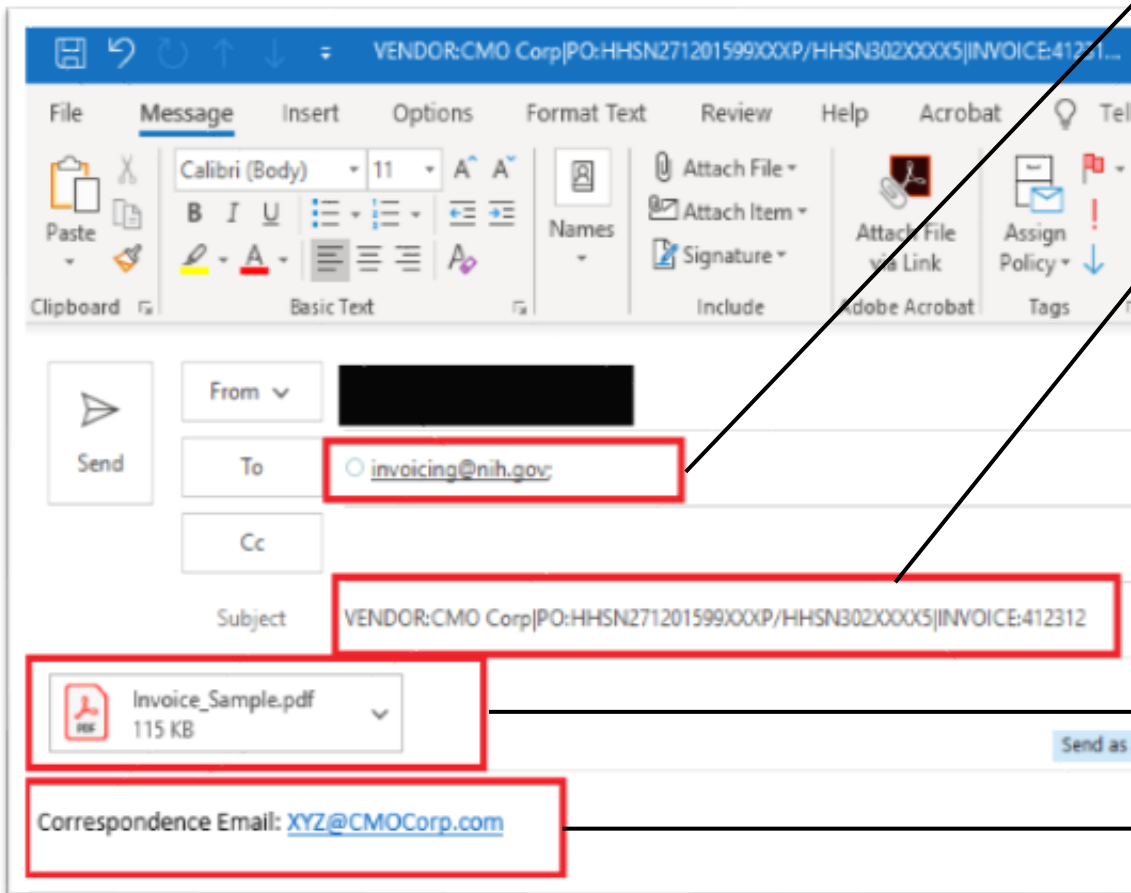 VENDOR:CMO Corp|PO:HHSN271201599XXXP/HHSN302XXXX5|INVOICE:41231...
File Message Insert Options Format Text Review Help Acrobat Tel
Calibri (Body) 11 A A
Attach File
B I U
Attach Item
Paste
Names
Attach File
Assign
A
Signature
via Link
Policy
Clipboard Basic Text Include Adobe Acrobat Tags
From
Send To invoicing@nih.gov;
Cc
Subject VENDOR:CMO Corp|PO:HHSN271201599XXXP/HHSN302XXXX5|INVOICE:412312
Invoice_Sample.pdf
PDF 115 KB
Send as
Correspondence Email: XYZ@CMOCorp.com